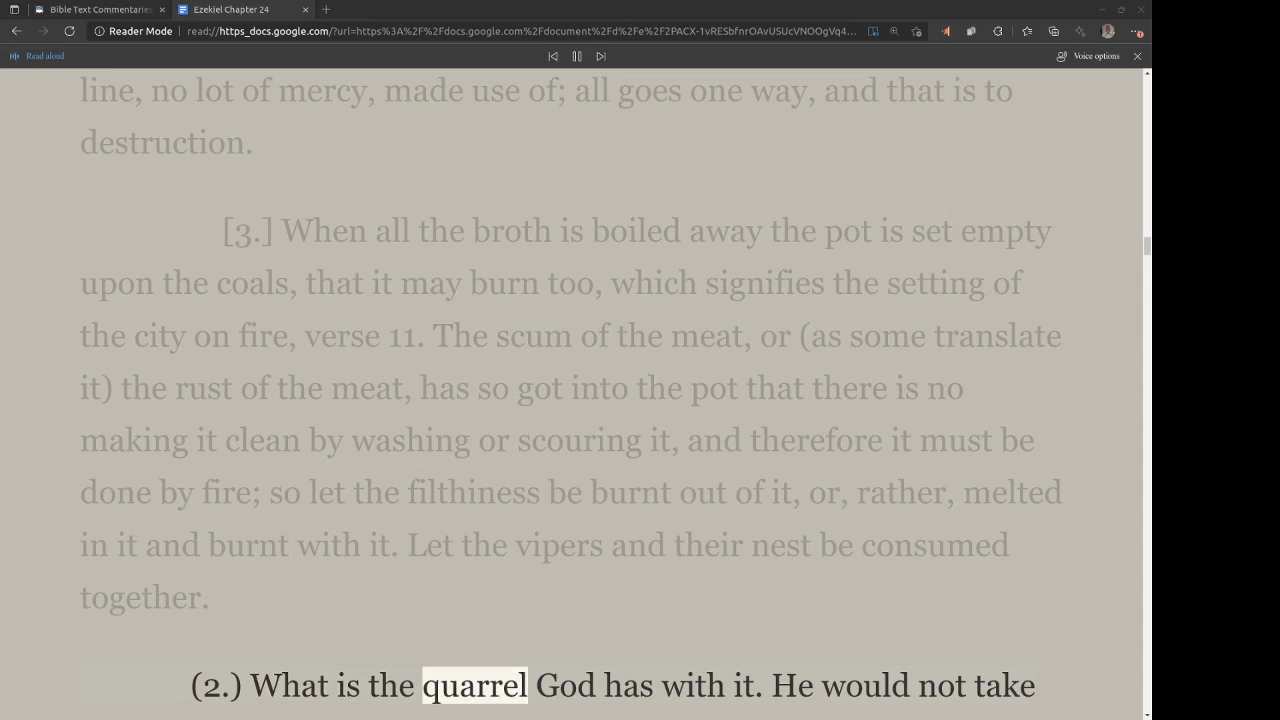 Bible Text Commentaries
Ezekiel Chapter 24
Reader Mode read://https_docs.google.com/?url=https%3A%2F%2Fdocs.google.com%2Fdocument%2Fd%2Fe%2F2PACX-1vRESbfnrOAvUSUcVNOOgVq4...
Read aloud
Voice options
line, no lot of mercy, made use of; all goes one way, and that is to
destruction.
[3.] When all the broth is boiled away the pot is set empty
upon the coals, that it may burn too, which signifies the setting of
the city on fire, verse 11. The scum of the meat, or (as some translate
it) the rust of the meat, has so got into the pot that there is no
making it clean by washing or scouring it, and therefore it must be
done by fire; so let the filthiness be burnt out of it, or, rather, melted
in it and burnt with it. Let the vipers and their nest be consumed
together.
(2.) What is the quarrel God has with it. He would not take